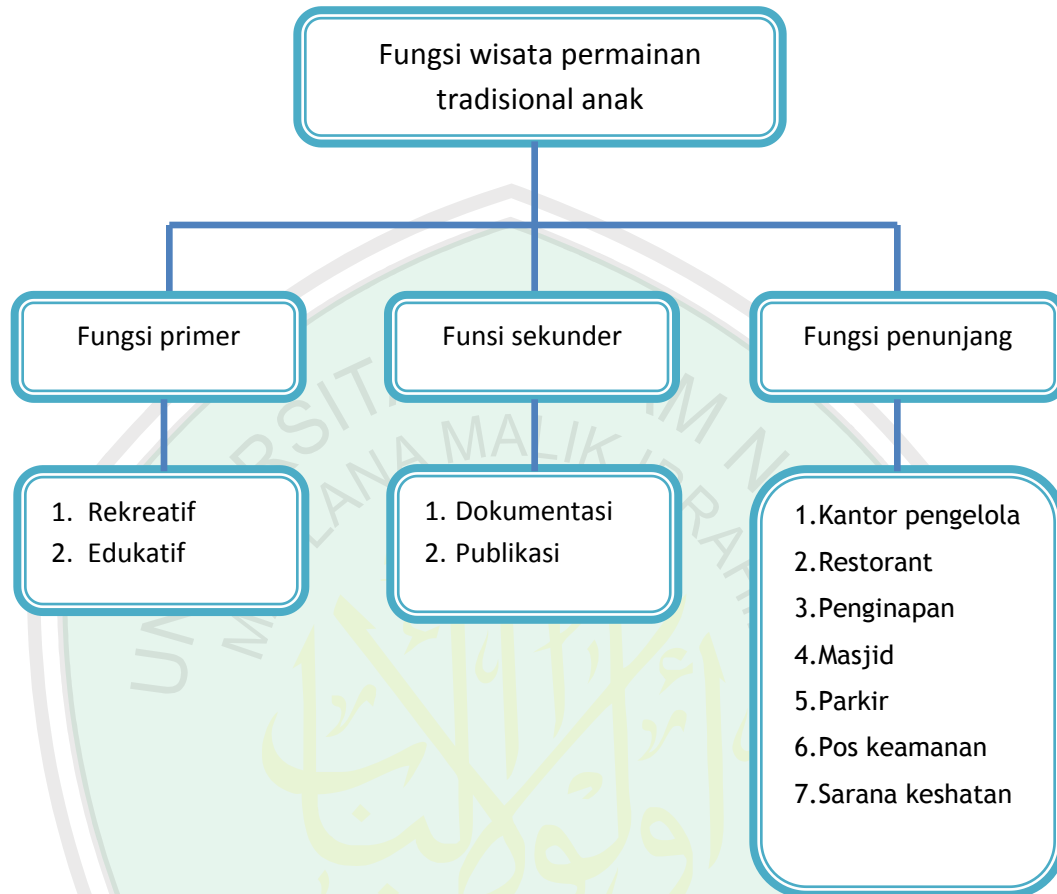 Fungsi wisata permainan
tradisional anak
Fungsi primer
Funsi sekunder
Fungsi penunjang
1. Rekreatif
2. Edukatif
1. Dokumentasi
2. Publikasi
1.Kantor pengelola
2.Restorant
3.Penginapan
4.Masjid
5.Parkir
6.Pos keamanan
7.Sarana keshatan
MALIK